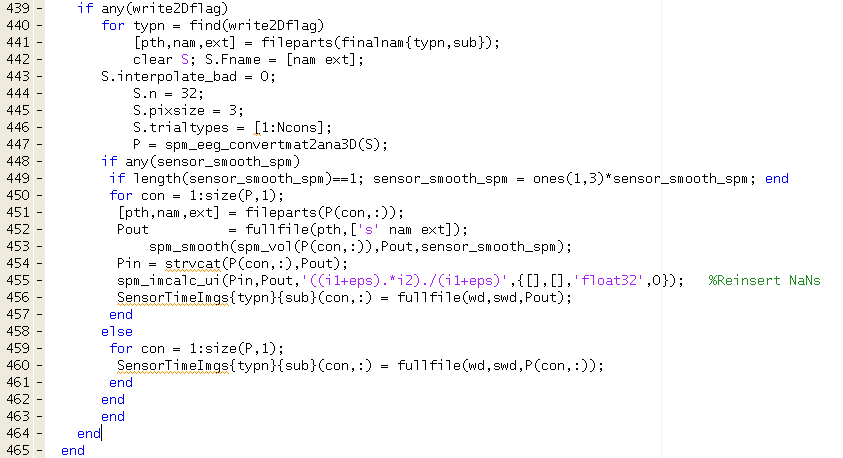 439 -    if any(write2Dflag)
440 -       for typn = find(write2Dflag)
441 -           [pth,nam,ext] = fileparts(finalnam{typn,sub});
442 -           clear S; S.Fname = [nam ext];
443 -       S.interpolate_bad = 0;
444 -           S.n = 32;
445 -           S.pixsize = 3;
446 -           S.trialtypes = [1:Ncons];
447 -           P = spm_eeg_convertmat2ana3D(S);
448 -       if any(sensor_smooth_spm)
449 -        if length(sensor_smooth_spm)==1; sensor_smooth_spm = ones(1,3)*sensor_smooth_spm; end
450 -        for con = 1:size(P,1);
451 -         [pth,nam,ext] = fileparts(P(con,:));
452 -         Pout          = fullfile(pth,['s' nam ext]);
453 -             spm_smooth(spm_vol(P(con,:)),Pout,sensor_smooth_spm);
454 -         Pin = strvcat(P(con,:),Pout);
455 -         spm_imcalc_ui(Pin,Pout,'((i1+eps).*i2)./(i1+eps)',{[],[],'float32',0});   %Reinsert NaNs
456 -         SensorTimeImgs{typn}{sub}(con,:) = fullfile(wd,swd,Pout);
457 -        end
458 -       else
459 -        for con = 1:size(P,1);
460 -         SensorTimeImgs{typn}{sub}(con,:) = fullfile(wd,swd,P(con,:));
461 -        end
462 -       end
463 -       end
464 -    end
465 -  end